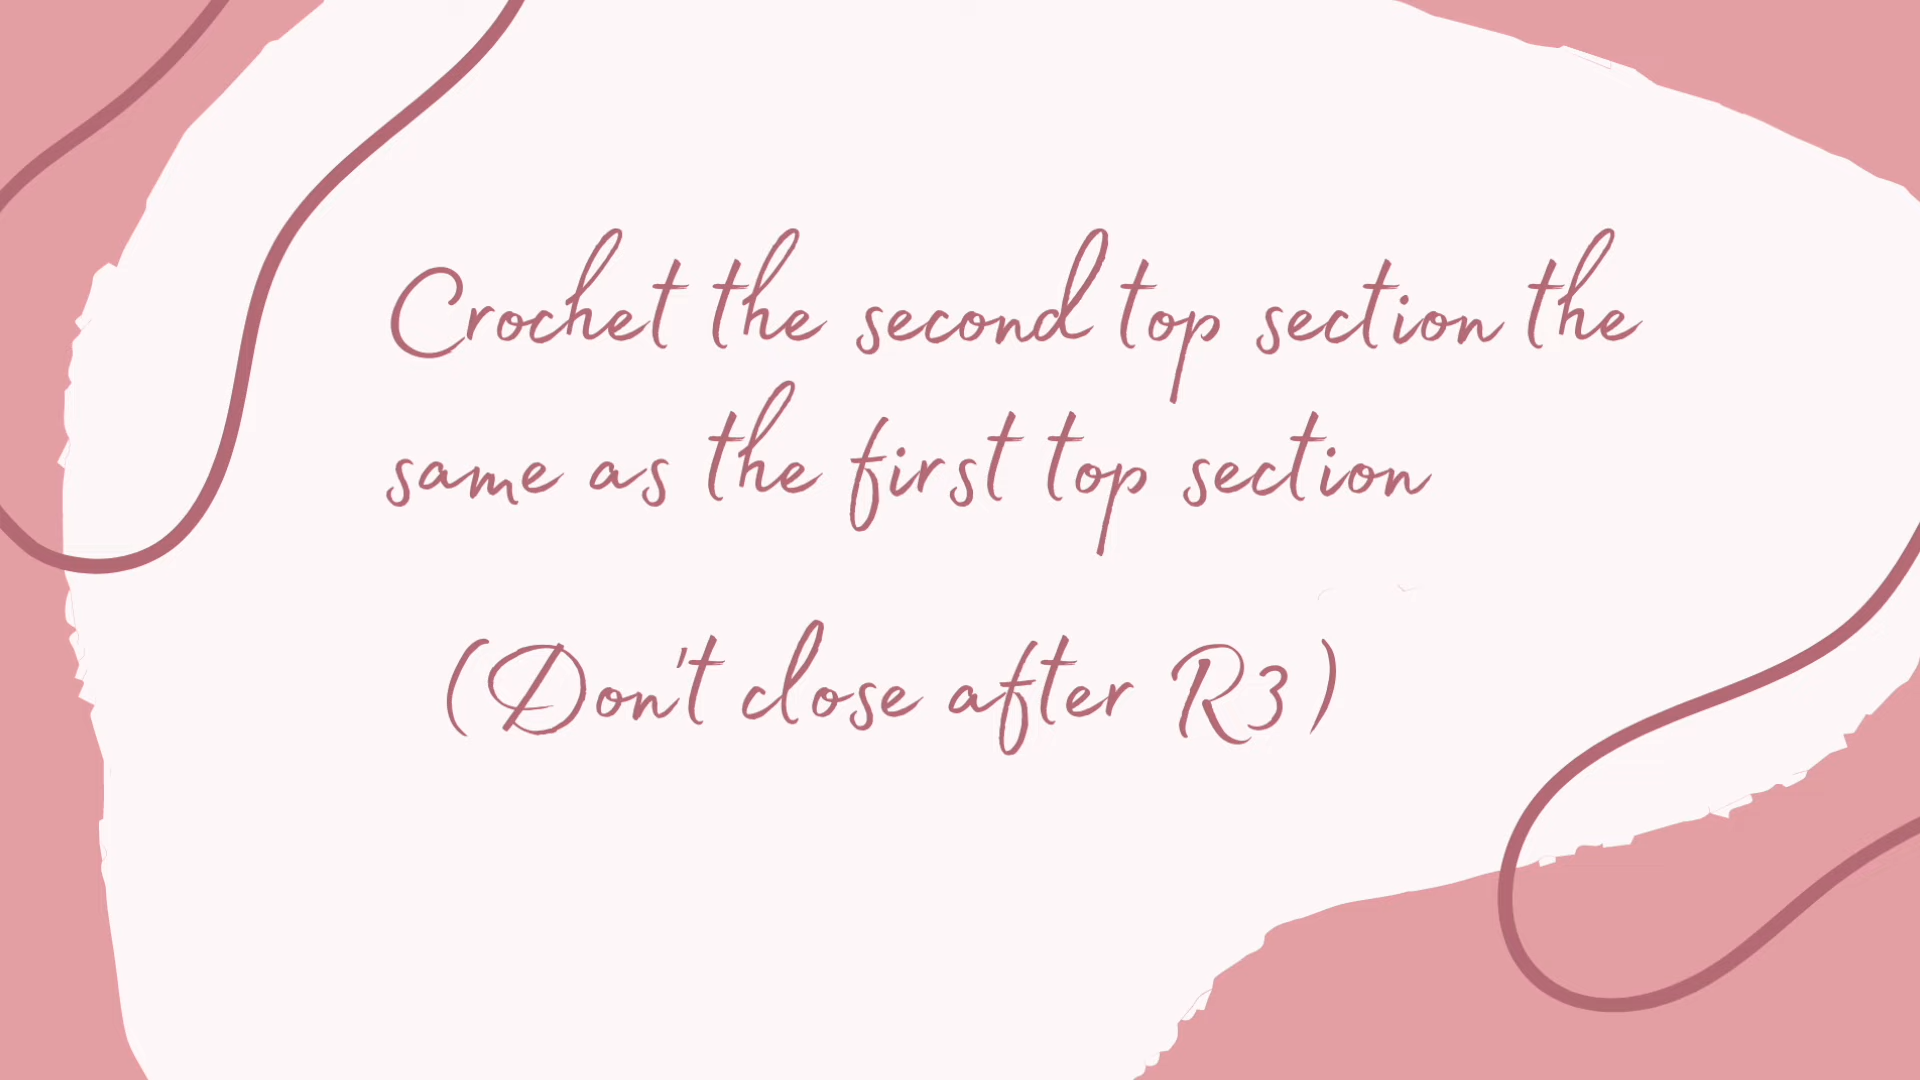 Crochet the second top section the
same as the first top section
(Don't close after R3)